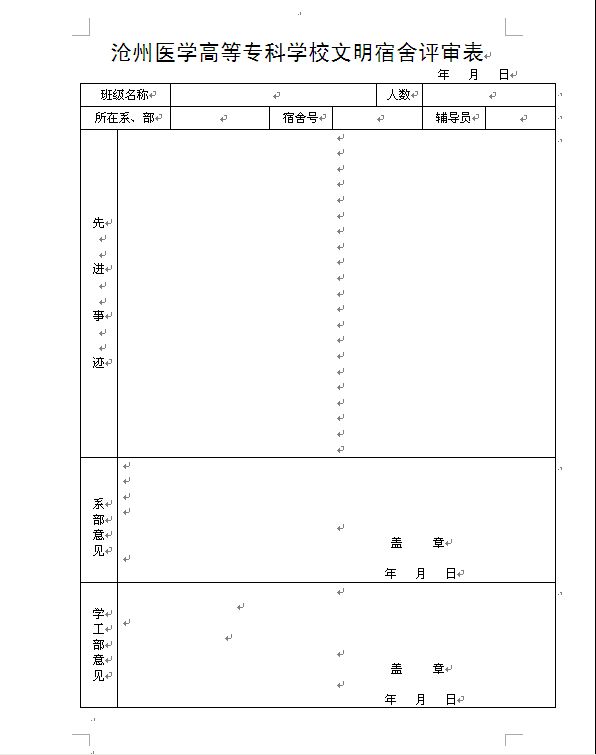 沧州医学高等专科学校文明宿舍评审表
年 月 日
班级名称 人数
所在系、部 宿舍号 辅导员
先
进
事
迹
系
部
意
见
盖 章
年 月 日
学
工
部
意
见
盖 章
年 月 日